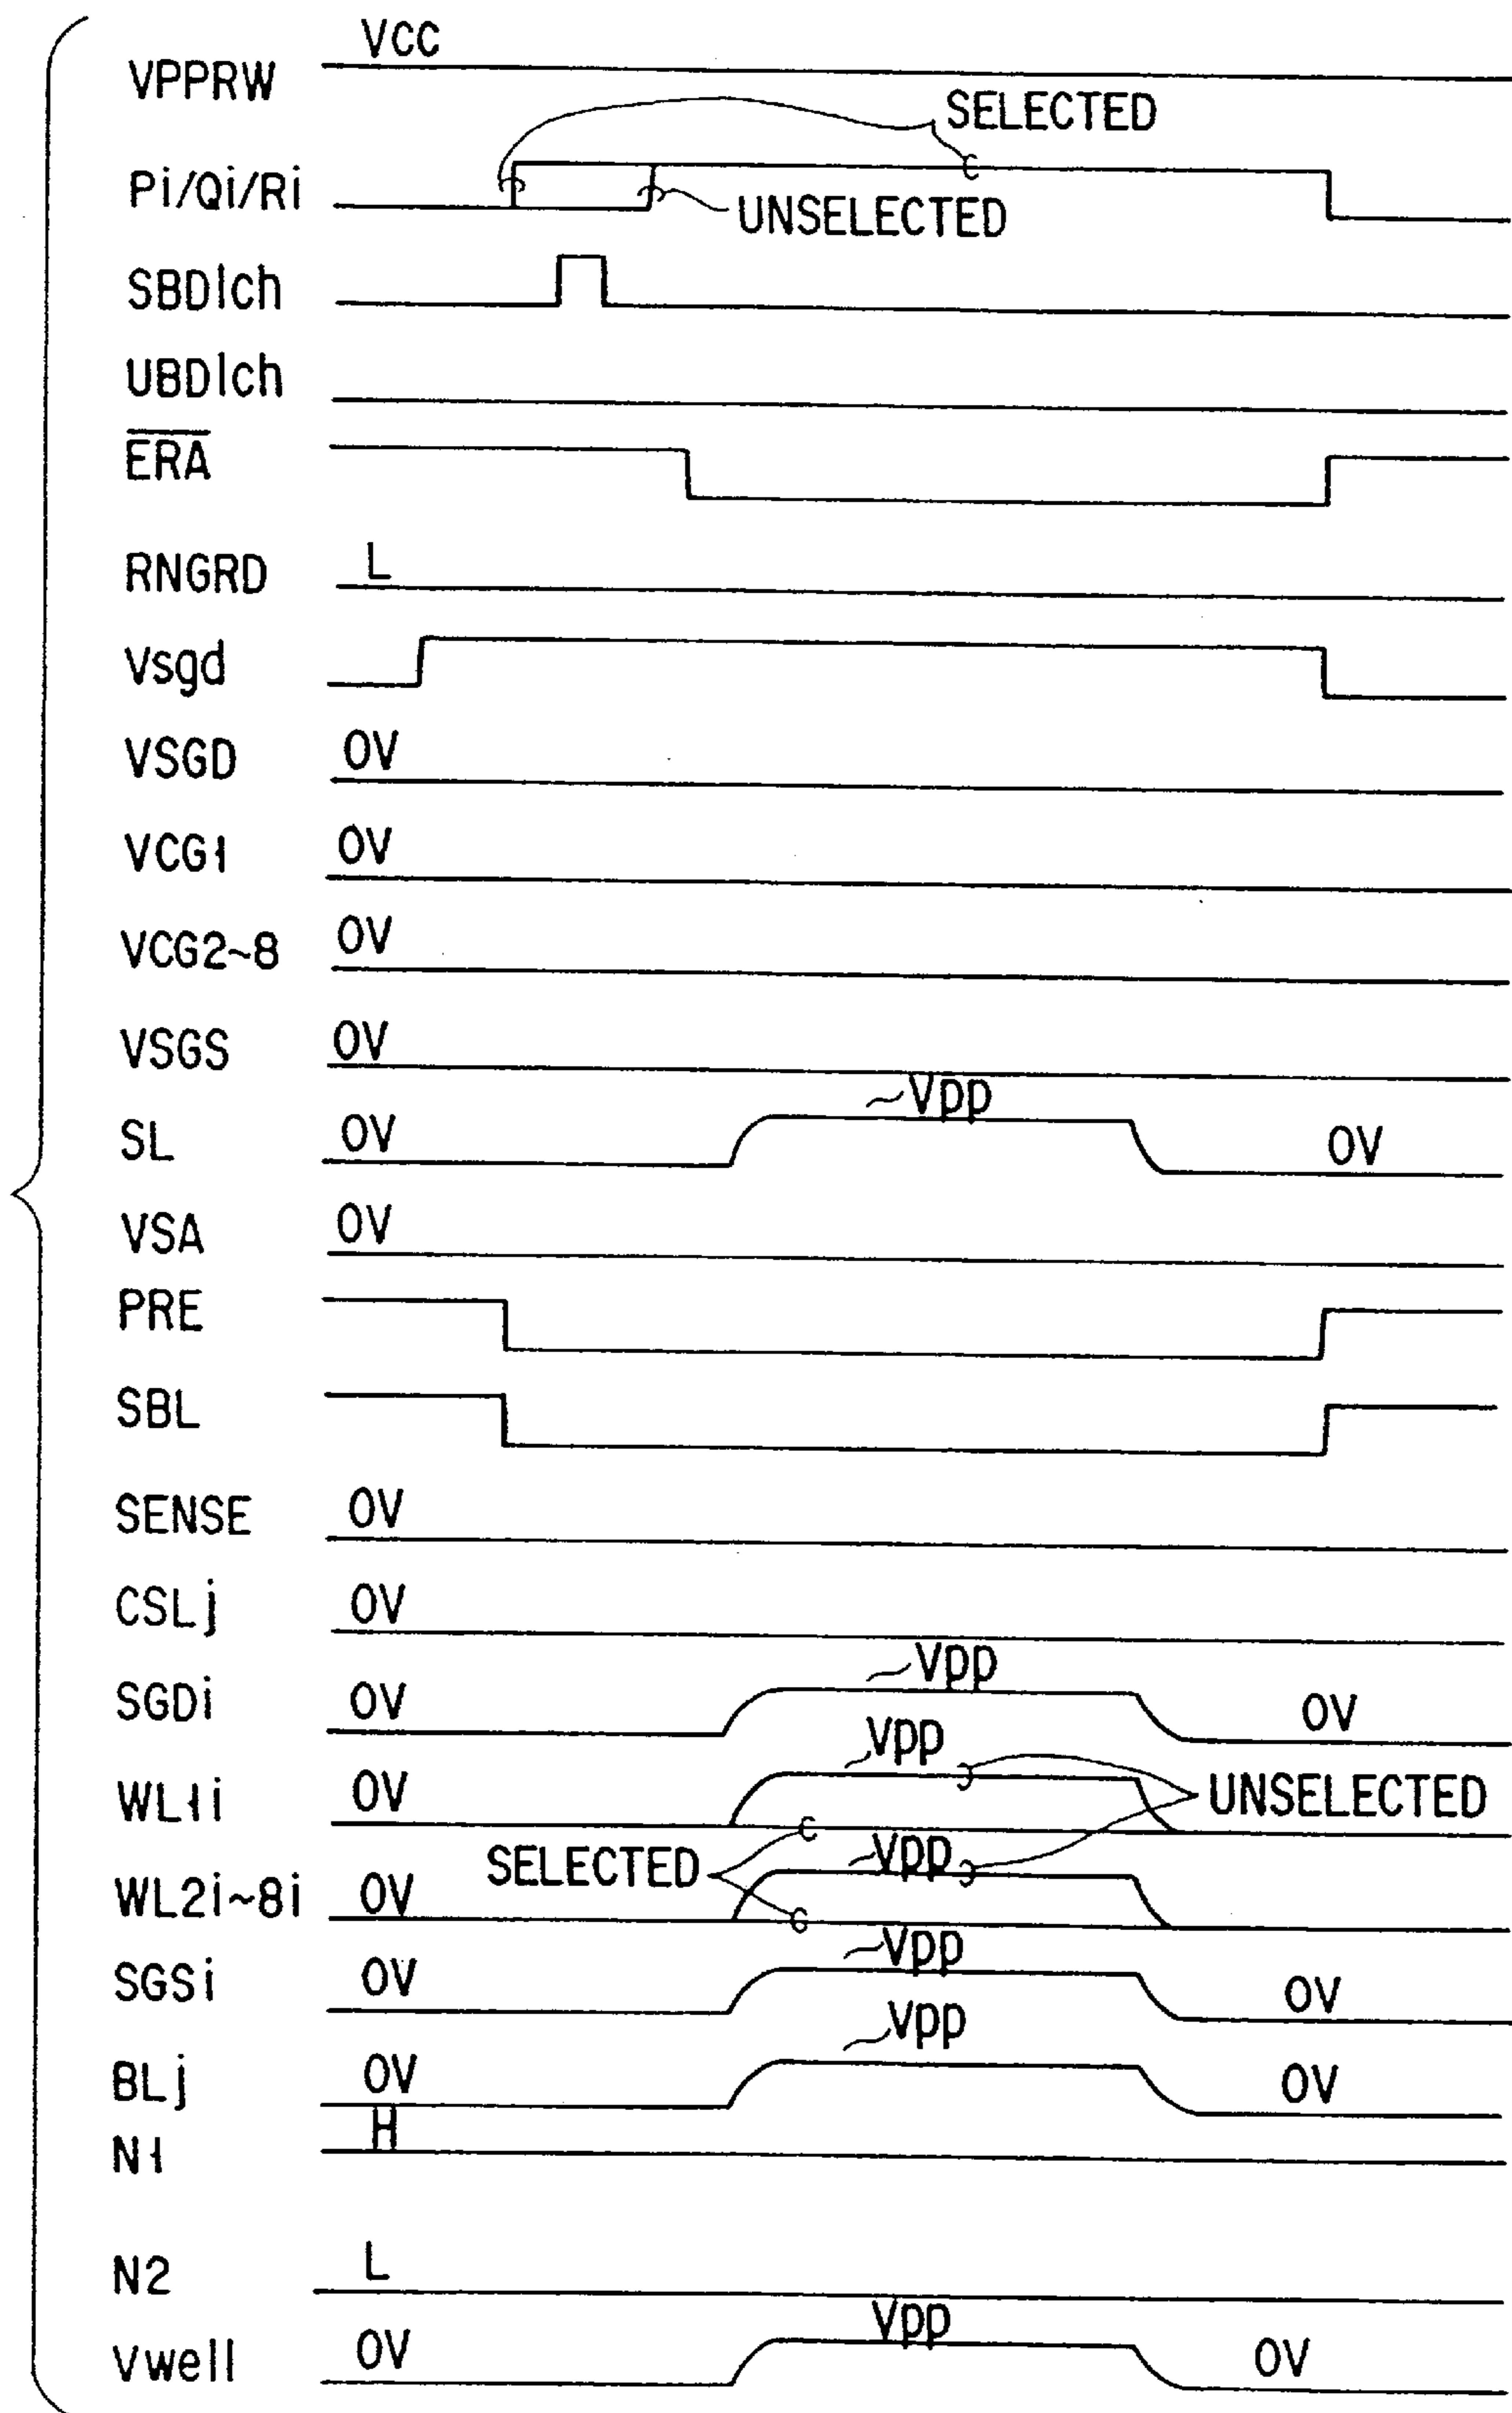 VCC
VPPRW
SELECTED
Pi/Qi/Ri
UNSELECTED
SBDlch
UBDlch
ERA
RNGRD L
Vsgd
VSGD 0V
VCG1 0V
VCG2~8 0V
VSGS 0V
~Vpp
SL 0V 0V
VSA 0V
PRE
SBL
SENSE 0V
CSLj 0V
~Vpp
SGDi 0V 0V
~Vpp
WL1i 0V UNSELECTED
SELECTED ~Vpp
WL2i~8i 0V
~Vpp
SGSi 0V 0V
~Vpp
BLj 0V 0V
H
N1
N2 L
Vpp
Vwell 0V 0V